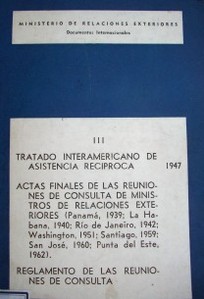 MINISTERIO DE RELACIONES EXTERIORES
Documentos Internacionales
III
TRATADO INTERAMERICANO DE
ASISTENCIA RECIPROCA 1947
ACTAS FINALES DE LAS REUNIO-
NES DE CONSULTA DE MINIS-
TROS DE RELACIONES EXTE-
RIORES (Panamá, 1939; La Ha-
bana, 1940; Río de Janeiro, 1942;
Washington, 1951; Santiago, 1959;
San José, 1960; Punta del Este,
1962).
REGLAMENTO DE LAS REUNIO-
NES DE CONSULTA